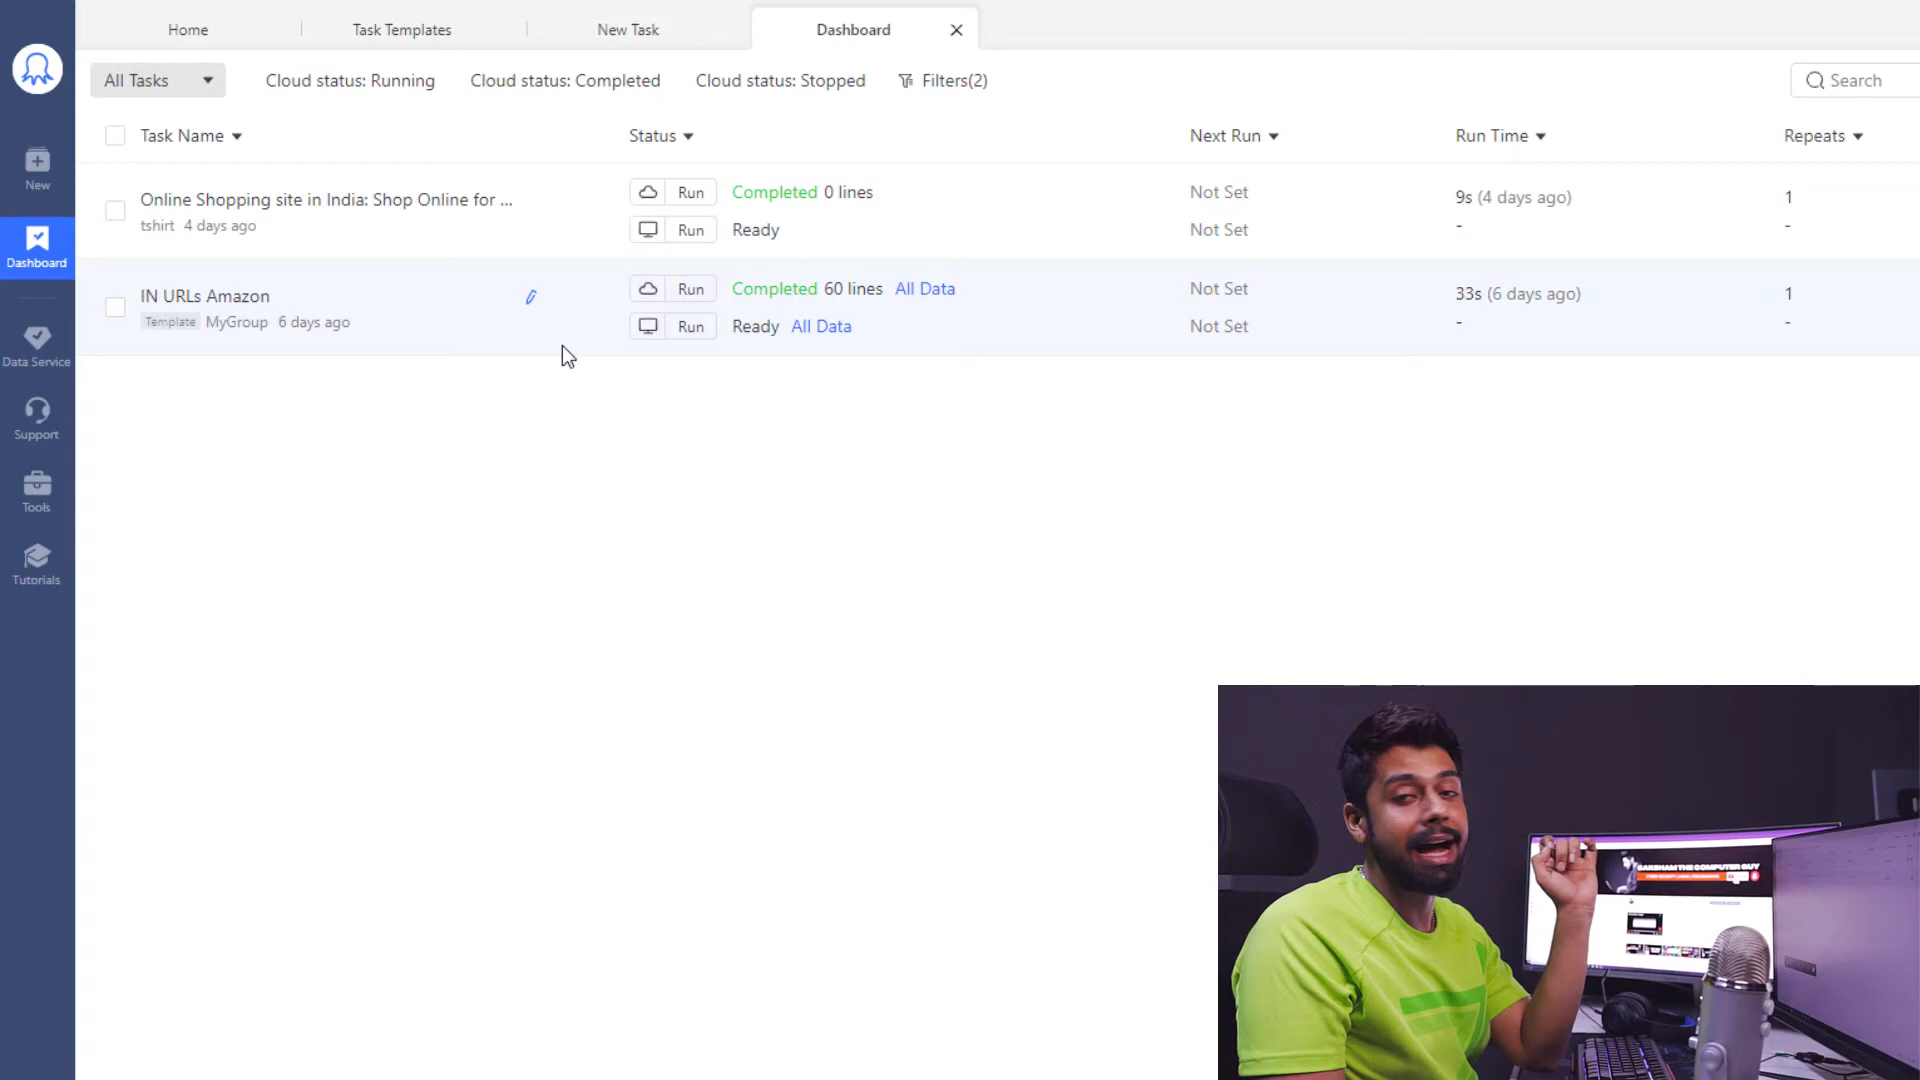 Home
Task Templates
New Task
Dashboard
All Tasks
Cloud status: Running
Cloud status: Completed
Cloud status: Stopped
Filters(2)
Search
Task Name
Status
Next Run
Run Time
Repeats
Online Shopping site in India: Shop Online for ...
tshirt 4 days ago
Run
Completed 0 lines
Not Set
9s (4 days ago)
1
Run
Ready
Not Set
-
-
IN URLs Amazon
Template MyGroup 6 days ago
Run
Completed 60 lines All Data
Not Set
33s (6 days ago)
1
Run
Ready All Data
Not Set
-
-
New
Dashboard
Data Service
Support
Tools
Tutorials
SAKSHAM THE COMPUTER GUY